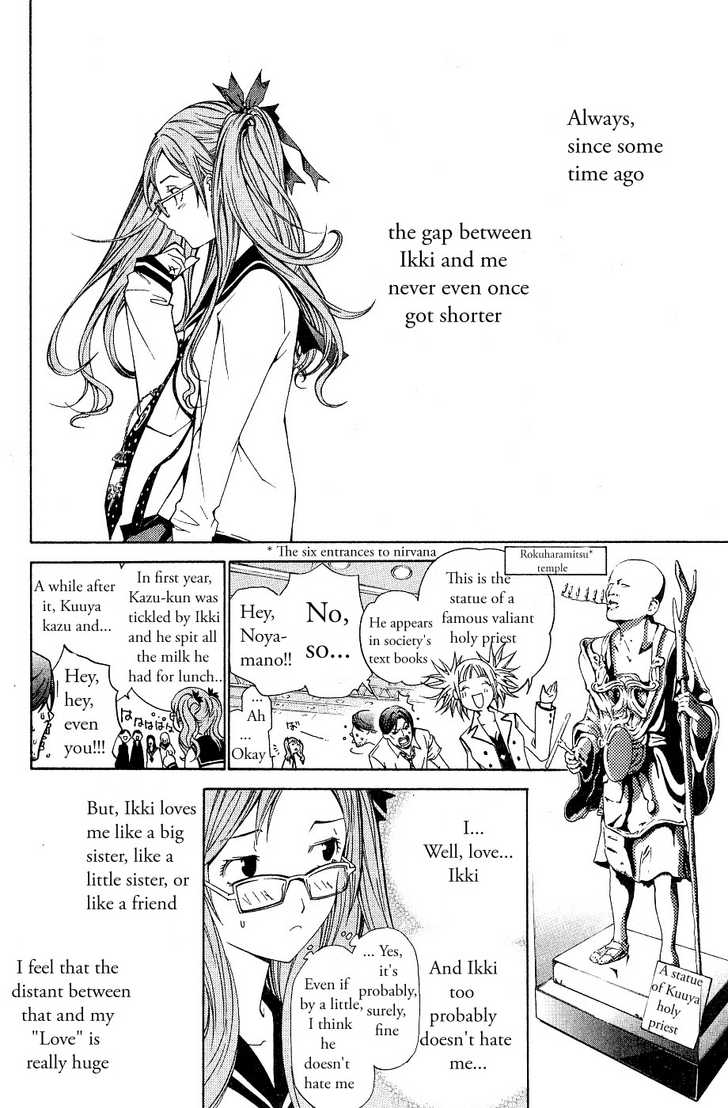 Always,
since some
time ago
the gap between
Ikki and me
never even once
got shorter
* The six entrances to nirvana
Rokuharamitsu*
temple
This is the
statue of a
famous valiant
holy priest
He appears
in society's
text books
No,
so...
Hey,
Noya-
mano!!
...
Ah
...
Okay
ば
In first year,
Kazu-kun was
tickled by Ikki
and he spit all
the milk he
had for lunch..
A while after
it, Kuuya
kazu and...
Hey,
hey,
even
you!!!
A statue
of Kuuya
holy
priest
I...
Well, love...
Ikki
And Ikki
too
probably
doesn't hate
me...
... Yes,
it's
probably,
surely,
fine
Even if
by a little,
I think
he
doesn't
hate me
But, Ikki loves
me like a big
sister, like a
little sister, or
like a friend
I feel that the
distant between
that and my
"Love" is
really huge